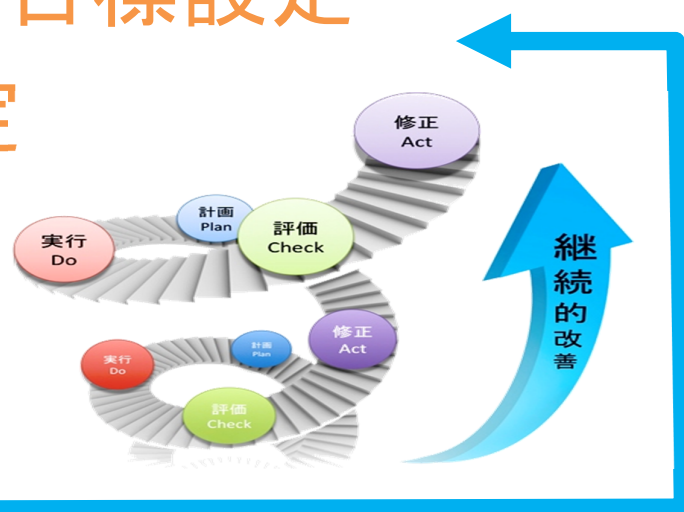 目標設定
定
修正
Act
計画
Plan
評価
Check
実行
Do
継続的改善
修正
Act
計画
Plan
実行
Do
評価
Check